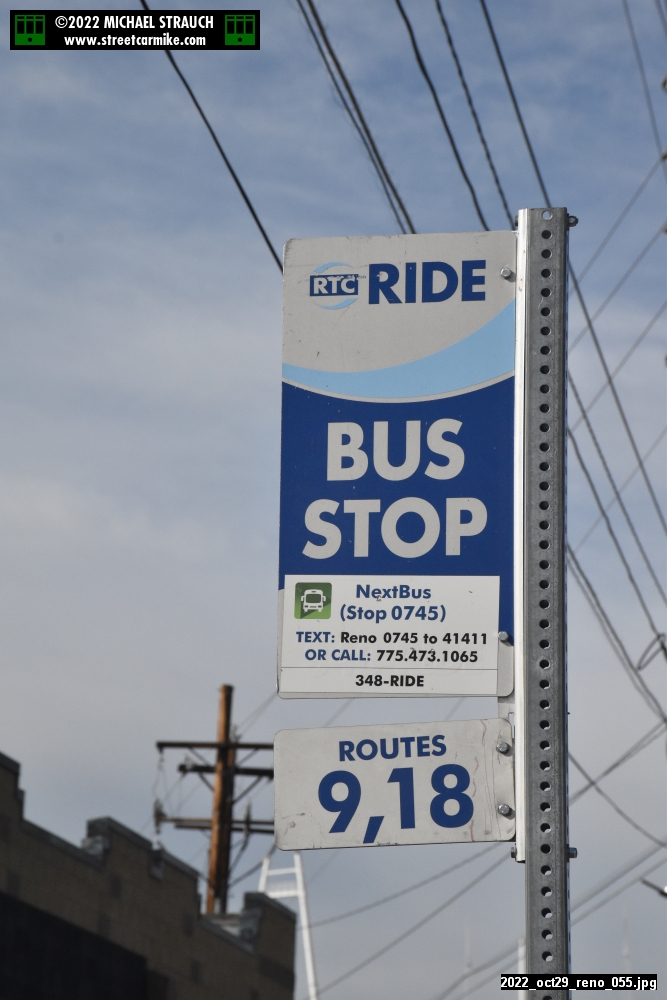 ©2022 MICHAEL STRAUCH
www.streetcarmike.com
RTC RIDE
BUS
STOP
NextBus
(Stop 0745)
TEXT: Reno 0745 to 41411
OR CALL: 775.473.1065
348-RIDE
ROUTES
9,18
2022_oct29_reno_055.jpg